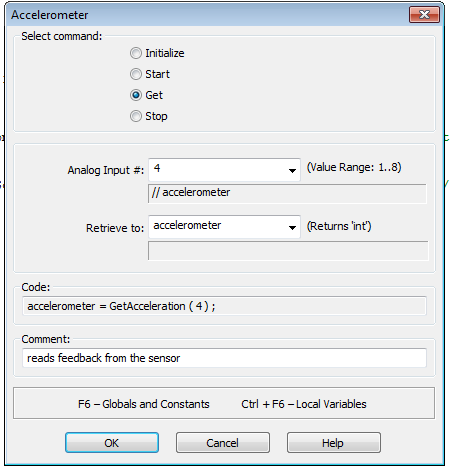 Accelerometer
Select command:
Initialize
Start
Get
Stop
Analog Input #: 4 (Value Range: 1..8)
// accelerometer
Retrieve to: accelerometer (Returns 'int')
Code:
accelerometer = GetAcceleration ( 4 ) ;
Comment:
reads feedback from the sensor
F6 – Globals and Constants Ctrl + F6 – Local Variables
OK Cancel Help